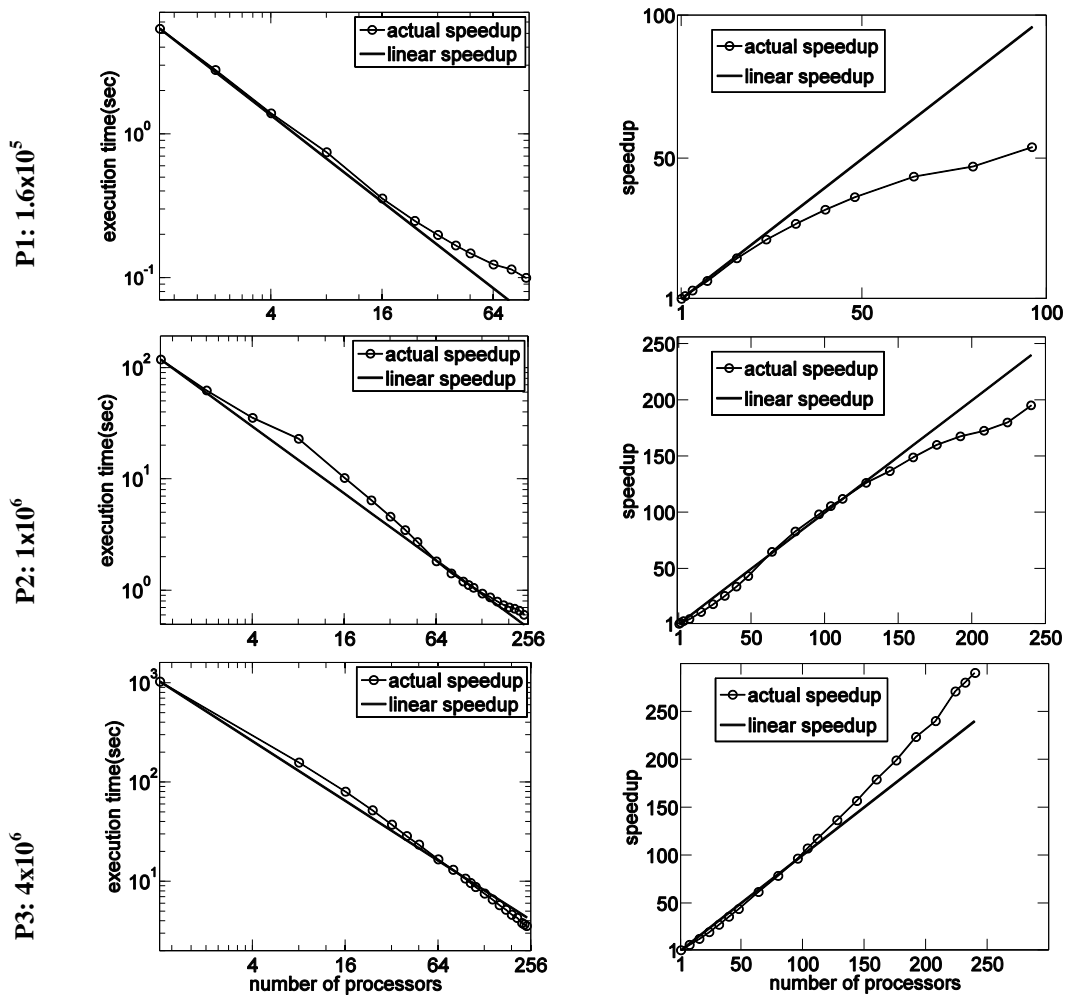 P1: 1.6x10^5
execution time(sec)
10^0
10^-1
actual speedup
linear speedup
4
16
64
speedup
100
50
1
actual speedup
linear speedup
1
50
100
P2: 1x10^6
execution time(sec)
10^2
10^1
10^0
actual speedup
linear speedup
4
16
64
256
speedup
250
200
150
100
50
1
actual speedup
linear speedup
1
50
100
150
200
250
P3: 4x10^6
execution time(sec)
10^3
10^2
10^1
actual speedup
linear speedup
4
16
64
256
number of processors
speedup
250
200
150
100
50
1
actual speedup
linear speedup
1
50
100
150
200
250
number of processors